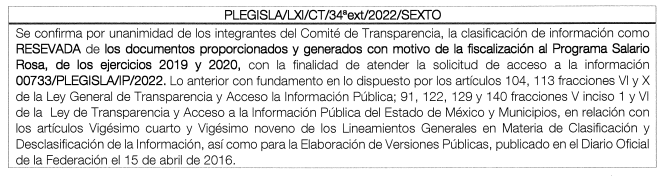 PLEGISLA/LXI/CT/34ªext/2022/SEXTO
Se confirma por unanimidad de los integrantes del Comité de Transparencia, la clasificación de información como
RESEVADA de los documentos proporcionados y generados con motivo de la fiscalización al Programa Salario
Rosa, de los ejercicios 2019 y 2020, con la finalidad de atender la solicitud de acceso a la información
00733/PLEGISLA/IP/2022. Lo anterior con fundamento en lo dispuesto por los artículos 104, 113 fracciones VI y X
de la Ley General de Transparencia y Acceso la Información Pública; 91, 122, 129 y 140 fracciones V inciso 1 y VI
de la Ley de Transparencia y Acceso a la Información Pública del Estado de México y Municipios, en relación con
los artículos Vigésimo cuarto y Vigésimo noveno de los Lineamientos Generales en Materia de Clasificación y
Desclasificación de la Información, así como para la Elaboración de Versiones Públicas, publicado en el Diario Oficial
de la Federación el 15 de abril de 2016.